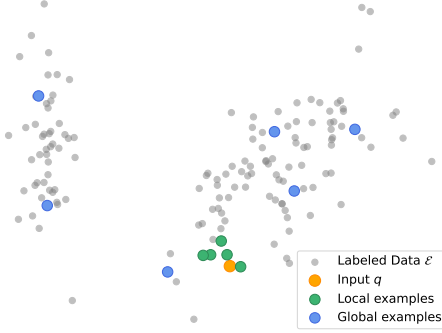 Labeled Data ℰ
Input q
Local examples
Global examples